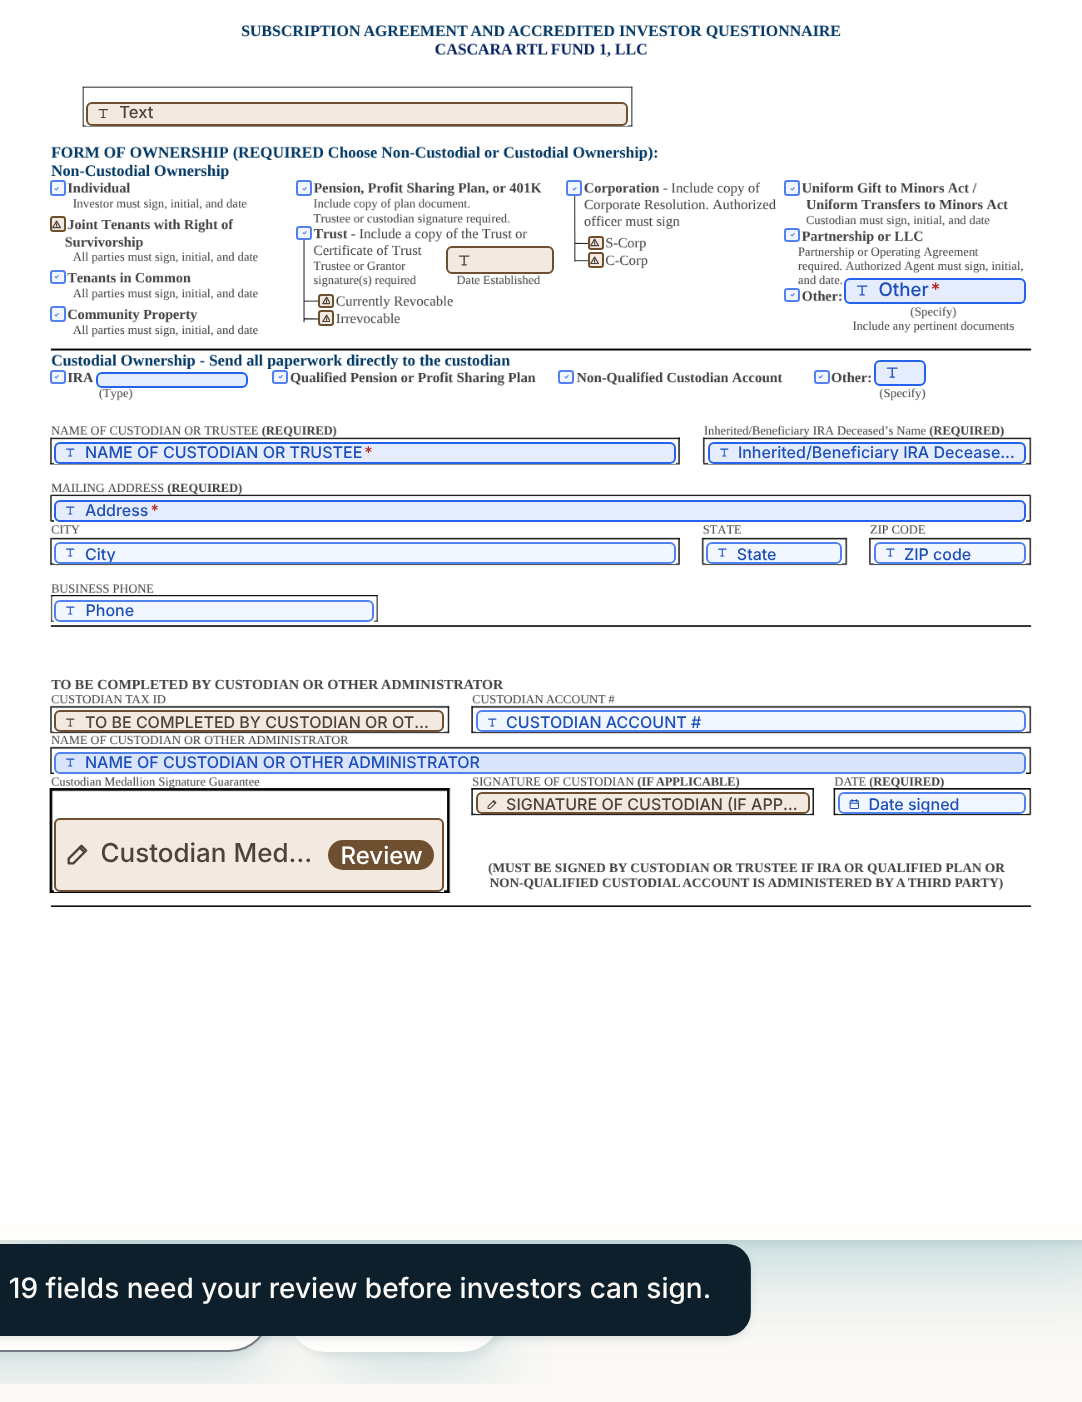 SUBSCRIPTION AGREEMENT AND ACCREDITED INVESTOR QUESTIONNAIRE
CASCARA RTL FUND 1, LLC
Text
FORM OF OWNERSHIP (REQUIRED Choose Non-Custodial or Custodial Ownership):
Non-Custodial Ownership
Individual
Investor must sign, initial, and date
Joint Tenants with Right of
Survivorship
All parties must sign, initial, and date
Tenants in Common
All parties must sign, initial, and date
Community Property
All parties must sign, initial, and date
Pension, Profit Sharing Plan, or 401K
Include copy of plan document.
Trustee or custodial signature required.
Trust - Include a copy of the Trust or
Certificate of Trust
Trustee or Grantor
signature(s) required
Date Established
Currently Revocable
Irrevocable
Corporation - Include copy of
Corporate Resolution. Authorized
officer must sign
S-Corp
C-Corp
Uniform Gift to Minors Act /
Uniform Transfers to Minors Act
Custodian must sign, initial, and date
Partnership or LLC
Partnership or Operating Agreement
required. Authorized Agent must sign, initial,
and date.
Other: Other*
(Specify)
Include any pertinent documents
Custodial Ownership - Send all paperwork directly to the custodian
IRA Qualified Pension or Profit Sharing Plan Non-Qualified Custodian Account Other:
(Type) (Specify)
NAME OF CUSTODIAN OR TRUSTEE (REQUIRED) Inherited/Beneficiary IRA Deceased's Name (REQUIRED)
NAME OF CUSTODIAN OR TRUSTEE* Inherited/Beneficiary IRA Decease...
MAILING ADDRESS (REQUIRED)
Address*
CITY STATE ZIP CODE
City State ZIP code
BUSINESS PHONE
Phone
TO BE COMPLETED BY CUSTODIAN OR OTHER ADMINISTRATOR
CUSTODIAN TAX ID CUSTODIAN ACCOUNT #
TO BE COMPLETED BY CUSTODIAN OR OT... CUSTODIAN ACCOUNT #
NAME OF CUSTODIAN OR OTHER ADMINISTRATOR
NAME OF CUSTODIAN OR OTHER ADMINISTRATOR
Custodian Medallion Signature Guarantee SIGNATURE OF CUSTODIAN (IF APPLICABLE) DATE (REQUIRED)
SIGNATURE OF CUSTODIAN (IF APP... Date signed
Custodian Med... Review
(MUST BE SIGNED BY CUSTODIAN OR TRUSTEE IF IRA OR QUALIFIED PLAN OR
NON-QUALIFIED CUSTODIAL ACCOUNT IS ADMINISTERED BY A THIRD PARTY)
19 fields need your review before investors can sign.